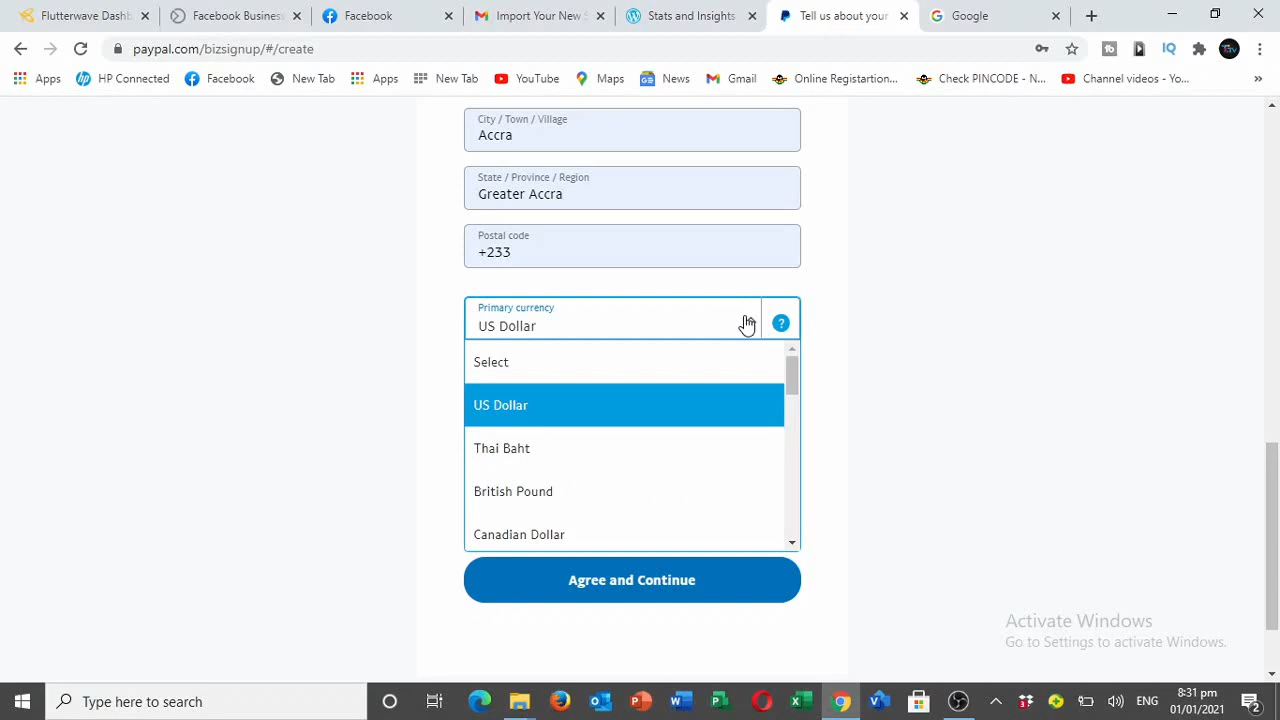 Flutterwave Dashb
Facebook Business
Facebook
Import Your New S
Stats and Insights
Tell us about your
Google
paypal.com/bizsignup/#/create
Apps
HP Connected
Facebook
New Tab
Apps
New Tab
YouTube
Maps
News
Gmail
Online Registartion...
Check PINCODE - N...
Channel videos - Yo...
City / Town / Village
Accra
State / Province / Region
Greater Accra
Postal code
+233
Primary currency
US Dollar
?
Select
US Dollar
Thai Baht
British Pound
Canadian Dollar
Agree and Continue
Activate Windows
Go to Settings to activate Windows.
Type here to search
ENG
8:31 pm
01/01/2021
2